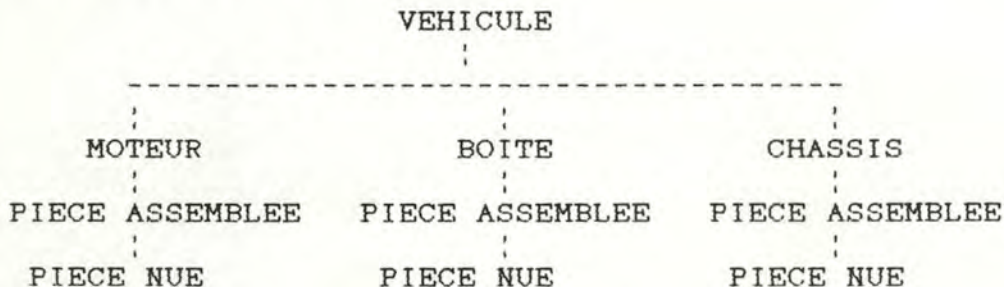 VEHICULE
MOTEUR BOITE CHASSIS
PIECE ASSEMBLEE PIECE ASSEMBLEE PIECE ASSEMBLEE
PIECE NUE PIECE NUE PIECE NUE